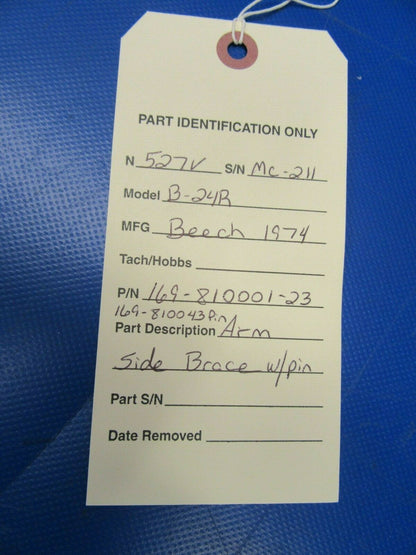 PART IDENTIFICATION ONLY
N 527V S/N MC-211
Model B-24R
MFG Beech 1974
Tach/Hobbs
P/N 169-810001-23
169-810043 Pin
Part Description Arm
Side Brace w/pin
Part S/N
Date Removed